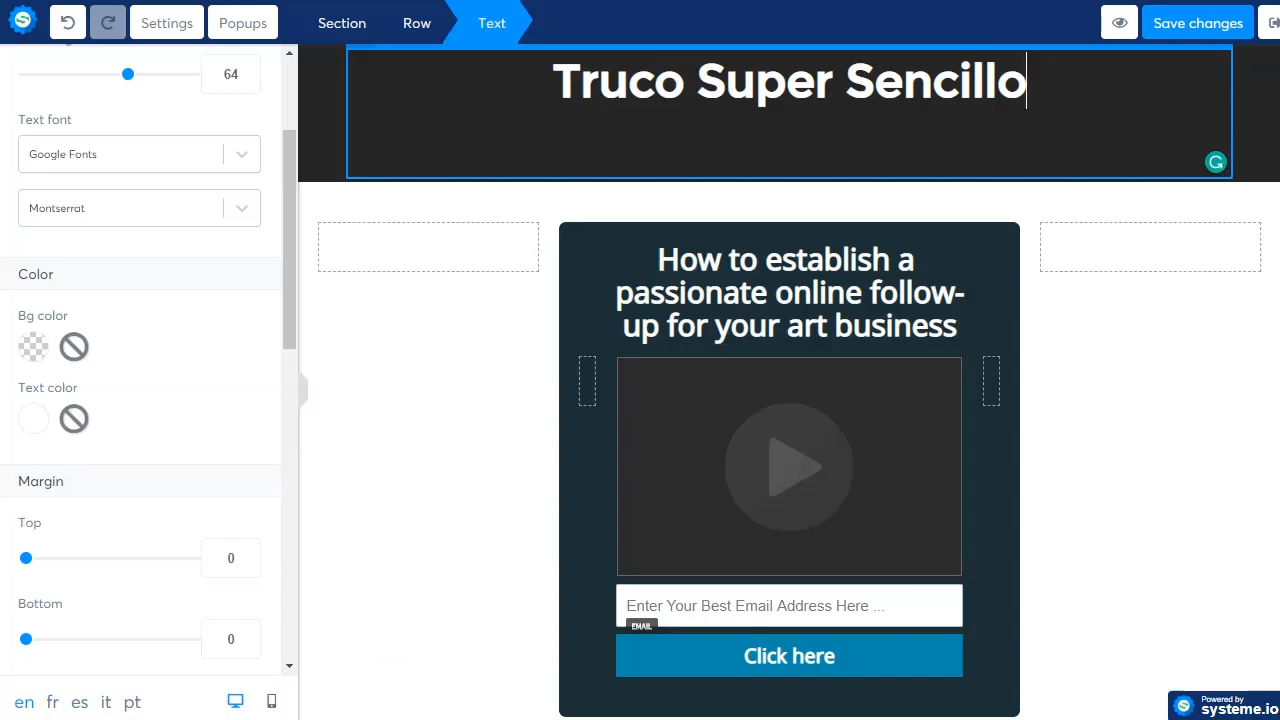 Settings
Popups
Section
Row
Text
Save changes
64
Text font
Google Fonts
Montserrat
Color
Bg color
Text color
Margin
Top
0
Bottom
0
en fr es it pt
Truco Super Sencillo
How to establish a
passionate online follow-
up for your art business
Enter Your Best Email Address Here ...
EMAIL
Click here
Powered by
systeme.io